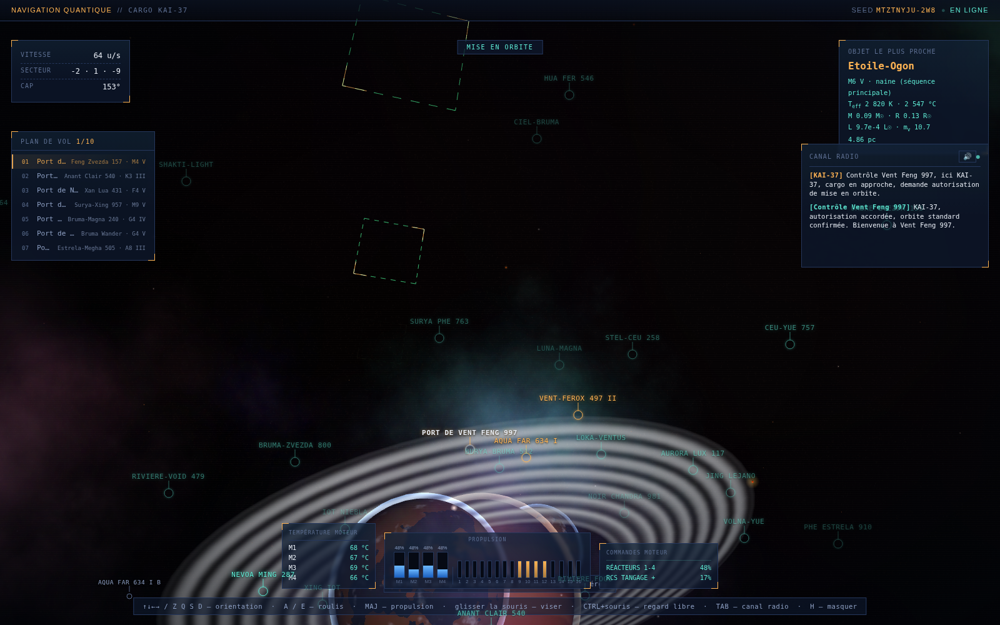 NAVIGATION QUANTIQUE // CARGO KAI-37
SEED MTZTNYJU-2W8 EN LIGNE
VITESSE 64 u/s
SECTEUR -2 · 1 · -9
CAP 153°
MISE EN ORBITE
OBJET LE PLUS PROCHE
Etoile-Ogon
M6 V · naine (séquence
principale)
Teff 2 820 K · 2 547 °C
M 0.09 M☉ · R 0.13 R☉
L 9.7e-4 L☉ · mv 10.7
4.86 pc
PLAN DE VOL 1/10
01 Port d… Feng Zvezda 157 · M4 V
02 Port… Anant Clair 540 · K3 III
03 Port de N… Xan Lua 431 · F4 V
04 Port d… Surya-Xing 957 · M9 V
05 Port … Bruma-Magna 240 · G4 IV
06 Port de … Bruma Wander · G4 V
07 Po… Estrela-Megha 505 · A8 III
64
CANAL RADIO 🔊
[KAI-37] Contrôle Vent Feng 997, ici KAI-
37, cargo en approche, demande autorisation
de mise en orbite.
[Contrôle Vent Feng 997] KAI-37,
autorisation accordée, orbite standard
confirmée. Bienvenue à Vent Feng 997.
HUA FER 546
CIEL-BRUMA
SHAKTI-LIGHT
SURYA PHE 763
CEU-YUE 757
STEL-CEU 258
LUNA-MAGNA
VENT-FEROX 497 II
PORT DE VENT FENG 997
AQUA FAR 634 I
LOKA-VENTUS
BRUMA-ZVEZDA 800
AURORA LUX 117
RIVIERE-VOID 479
JING LEJANO
NOIR CHANDRA 981
IOT-NIEBLA
VOLNA-YUE
PHE ESTRELA 910
NEVOA MING 287
AQUA FAR 634 I B
XING IOT
TEMPÉRATURE MOTEUR
M1 68 °C
M2 67 °C
M3 69 °C
M4 66 °C
PROPULSION
48% 48% 48% 48%
M1 M2 M3 M4 1 2 3 4 5 6 7 8 9 10 11 12 13 14 15 16
COMMANDES MOTEUR
RÉACTEURS 1-4 48%
RCS TANGAGE + 17%
↑↓←→ / Z Q S D — orientation · A / E — roulis · MAJ — propulsion · glisser la souris — viser · CTRL+souris — regard libre · TAB — canal radio · H — masquer
ANANT CLAIR 540